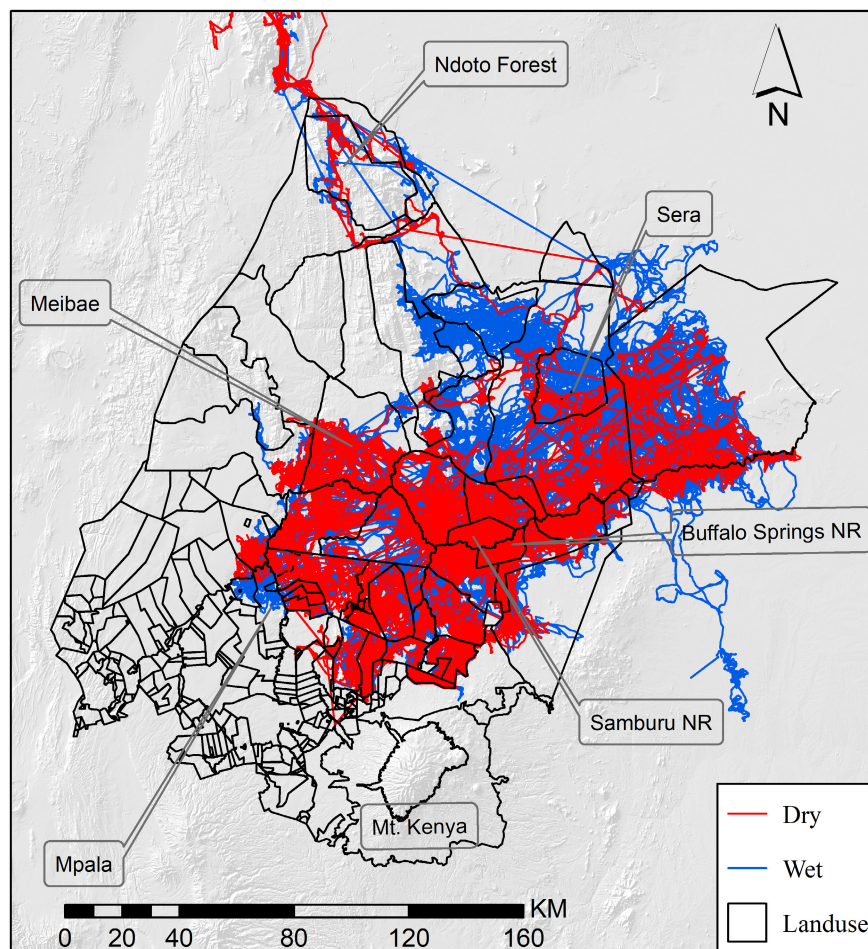 Ndoto Forest
N
Sera
Meibae
Buffalo Springs NR
Samburu NR
Mt. Kenya
Mpala
Dry
Wet
Landuse
KM
0 20 40 80 120 160